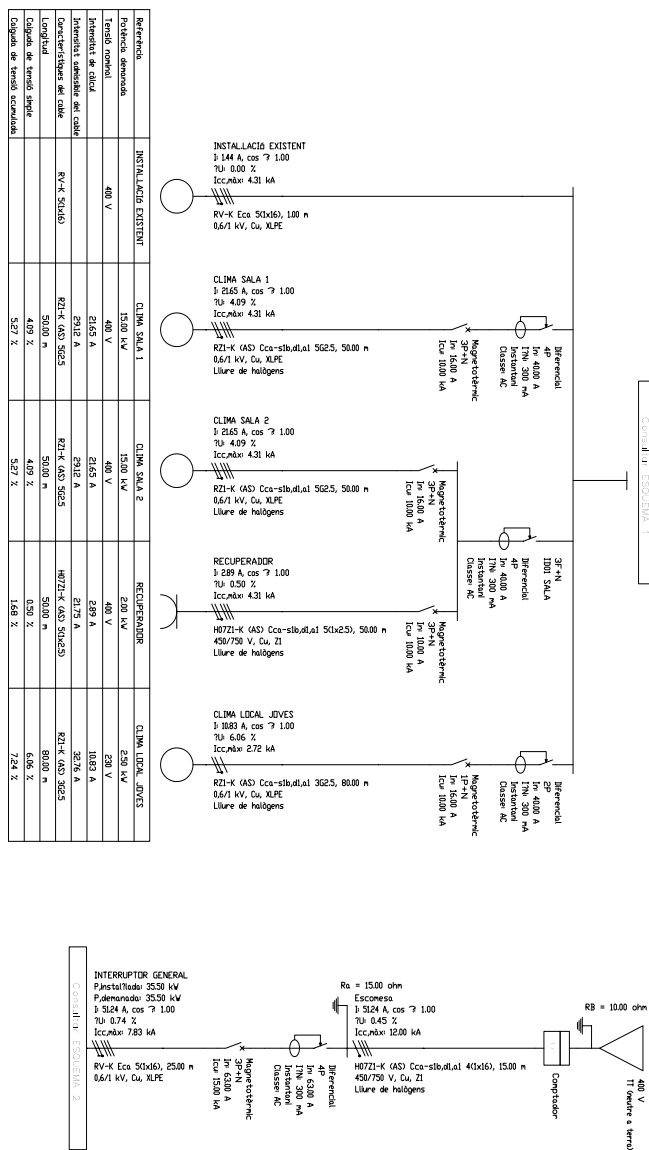 INSTAL.LACIó EXISTENT
I: 1.44 A, cos ? 1.00
?U: 0.00 %
Icc,màx: 4.31 kA
RV-K Eca 5(1x16), 1.00 m
0,6/1 kV, Cu, XLPE
CLIMA SALA 1
I: 21.65 A, cos ? 1.00
?U: 4.09 %
Icc,màx: 4.31 kA
RZ1-K (AS) Cca-s1b,d1,a1 5G2.5, 50.00 m
0,6/1 kV, Cu, XLPE
Lliure de halògens
Magnetotèrmic
3P+N
In: 16.00 A
Icu: 10.00 kA
Diferencial
4P
In: 40.00 A
I?N: 300 mA
Instantani
Classe: AC
CLIMA SALA 2
I: 21.65 A, cos ? 1.00
?U: 4.09 %
Icc,màx: 4.31 kA
RZ1-K (AS) Cca-s1b,d1,a1 5G2.5, 50.00 m
0,6/1 kV, Cu, XLPE
Lliure de halògens
Magnetotèrmic
3P+N
In: 16.00 A
Icu: 10.00 kA
3F+N
ID01 SALA
Diferencial
4P
In: 40.00 A
I?N: 300 mA
Instantani
Classe: AC
RECUPERADOR
I: 2.89 A, cos ? 1.00
?U: 0.50 %
Icc,màx: 4.31 kA
H07Z1-K (AS) Cca-s1b,d1,a1 5(1x2.5), 50.00 m
450/750 V, Cu, Z1
Lliure de halògens
Magnetotèrmic
3P+N
In: 10.00 A
Icu: 10.00 kA
CLIMA LOCAL JOVES
I: 10.83 A, cos ? 1.00
?U: 6.06 %
Icc,màx: 2.72 kA
RZ1-K (AS) Cca-s1b,d1,a1 3G2.5, 80.00 m
0,6/1 kV, Cu, XLPE
Lliure de halògens
Magnetotèrmic
1P+N
In: 16.00 A
Icu: 10.00 kA
Diferencial
2P
In: 40.00 A
I?N: 300 mA
Instantani
Classe: AC
Consultar ESQUEMA 1
Referència INSTAL.LACIó EXISTENT CLIMA SALA 1 CLIMA SALA 2 RECUPERADOR CLIMA LOCAL JOVES
Potència demanada 15.00 kW 15.00 kW 2.00 kW 2.50 kW
Tensió nominal 400 V 400 V 400 V 400 V 230 V
Intensitat de càlcul 21.65 A 21.65 A 2.89 A 10.83 A
Intensitat admissible del cable 29.12 A 29.12 A 21.75 A 32.76 A
Característiques del cable RV-K 5(1x16) RZ1-K (AS) 5G2.5 RZ1-K (AS) 5G2.5 H07Z1-K (AS) 5(1x2.5) RZ1-K (AS) 3G2.5
Longitud 50.00 m 50.00 m 50.00 m 80.00 m
Caiguda de tensió simple 4.09 % 4.09 % 0.50 % 6.06 %
Caiguda de tensió acumulada 5.27 % 5.27 % 1.68 % 7.24 %
400 V
TT (neutre a terra)
RB = 10.00 ohm
Comptador
Ra = 15.00 ohm
Escomesa
I: 51.24 A, cos ? 1.00
?U: 0.45 %
Icc,màx: 12.00 kA
H07Z1-K (AS) Cca-s1b,d1,a1 4(1x16), 15.00 m
450/750 V, Cu, Z1
Lliure de halògens
Diferencial
4P
In: 63.00 A
I?N: 300 mA
Instantani
Classe: AC
Magnetotèrmic
3P+N
In: 63.00 A
Icu: 15.00 kA
INTERRUPTOR GENERAL
P,instal?lada: 35.50 kW
P,demanada: 35.50 kW
I: 51.24 A, cos ? 1.00
?U: 0.74 %
Icc,màx: 7.83 kA
RV-K Eca 5(1x16), 25.00 m
0,6/1 kV, Cu, XLPE
Consultar ESQUEMA 2